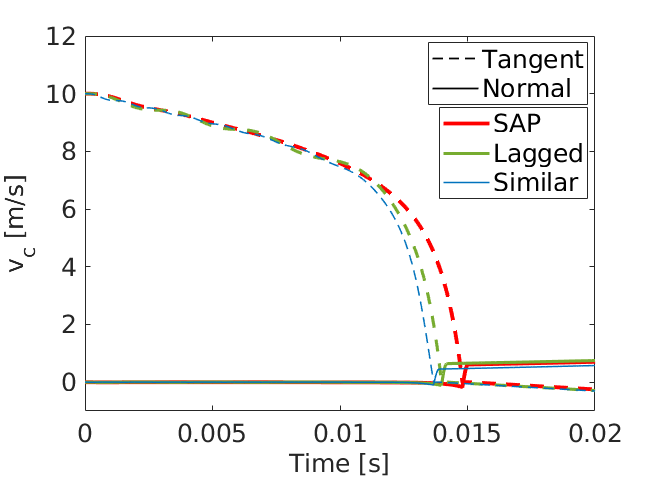 12
10
8
6
4
2
0
v_c [m/s]
Tangent
Normal
SAP
Lagged
Similar
0 0.005 0.01 0.015 0.02
Time [s]